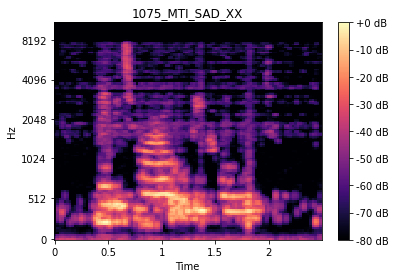 1075_MTI_SAD_XX
+0 dB
8192
-10 dB
4096
-20 dB
-30 dB
2048
Hz
-40 dB
1024
-50 dB
512
-60 dB
-70 dB
0
-80 dB
0 0.5 1 1.5 2
Time